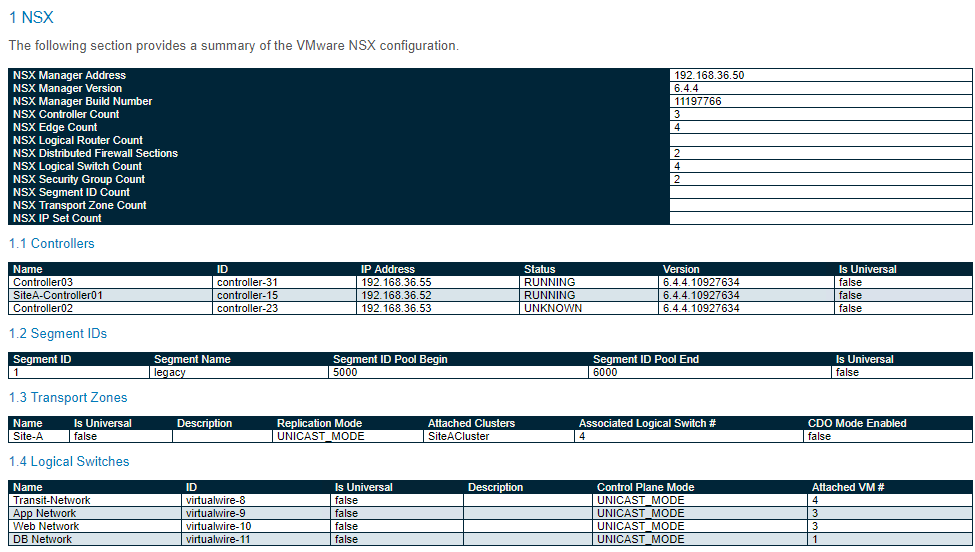 1 NSX
The following section provides a summary of the VMware NSX configuration.
NSX Manager Address 192.168.36.50
NSX Manager Version 6.4.4
NSX Manager Build Number 11197766
NSX Controller Count 3
NSX Edge Count 4
NSX Logical Router Count
NSX Distributed Firewall Sections 2
NSX Logical Switch Count 4
NSX Security Group Count 2
NSX Segment ID Count
NSX Transport Zone Count
NSX IP Set Count
1.1 Controllers
Name ID IP Address Status Version Is Universal
Controller03 controller-31 192.168.36.55 RUNNING 6.4.4.10927634 false
SiteA-Controller01 controller-15 192.168.36.52 RUNNING 6.4.4.10927634 false
Controller02 controller-23 192.168.36.53 UNKNOWN 6.4.4.10927634 false
1.2 Segment IDs
Segment ID Segment Name Segment ID Pool Begin Segment ID Pool End Is Universal
1 legacy 5000 6000 false
1.3 Transport Zones
Name Is Universal Description Replication Mode Attached Clusters Associated Logical Switch # CDO Mode Enabled
Site-A false UNICAST_MODE SiteACluster 4 false
1.4 Logical Switches
Name ID Is Universal Description Control Plane Mode Attached VM #
Transit-Network virtualwire-8 false UNICAST_MODE 4
App Network virtualwire-9 false UNICAST_MODE 3
Web Network virtualwire-10 false UNICAST_MODE 3
DB Network virtualwire-11 false UNICAST_MODE 1